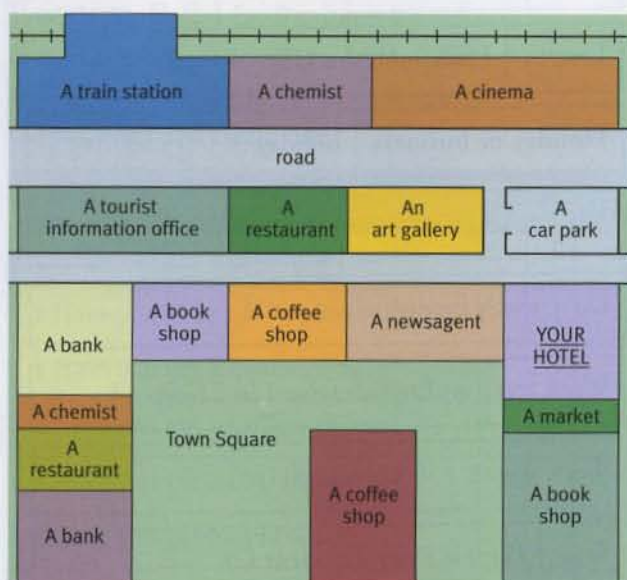 A train station
A chemist
A cinema
road
A tourist
information office
A
restaurant
An
art gallery
A
car park
A bank
A book
shop
A coffee
shop
A newsagent
YOUR
HOTEL
A chemist
A market
A
restaurant
Town Square
A coffee
shop
A book
shop
A bank